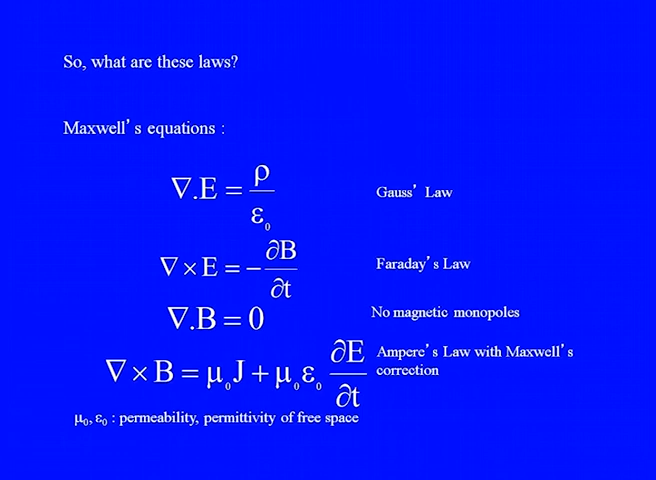 So, what are these laws?
Maxwell’s equations :
∇.E = ρ/ε₀ Gauss’ Law
∇×E = −∂B/∂t Faraday’s Law
∇.B = 0 No magnetic monopoles
∇×B = μ₀J + μ₀ε₀ ∂E/∂t Ampere’s Law with Maxwell’s
correction
μ₀, ε₀ : permeability, permittivity of free space